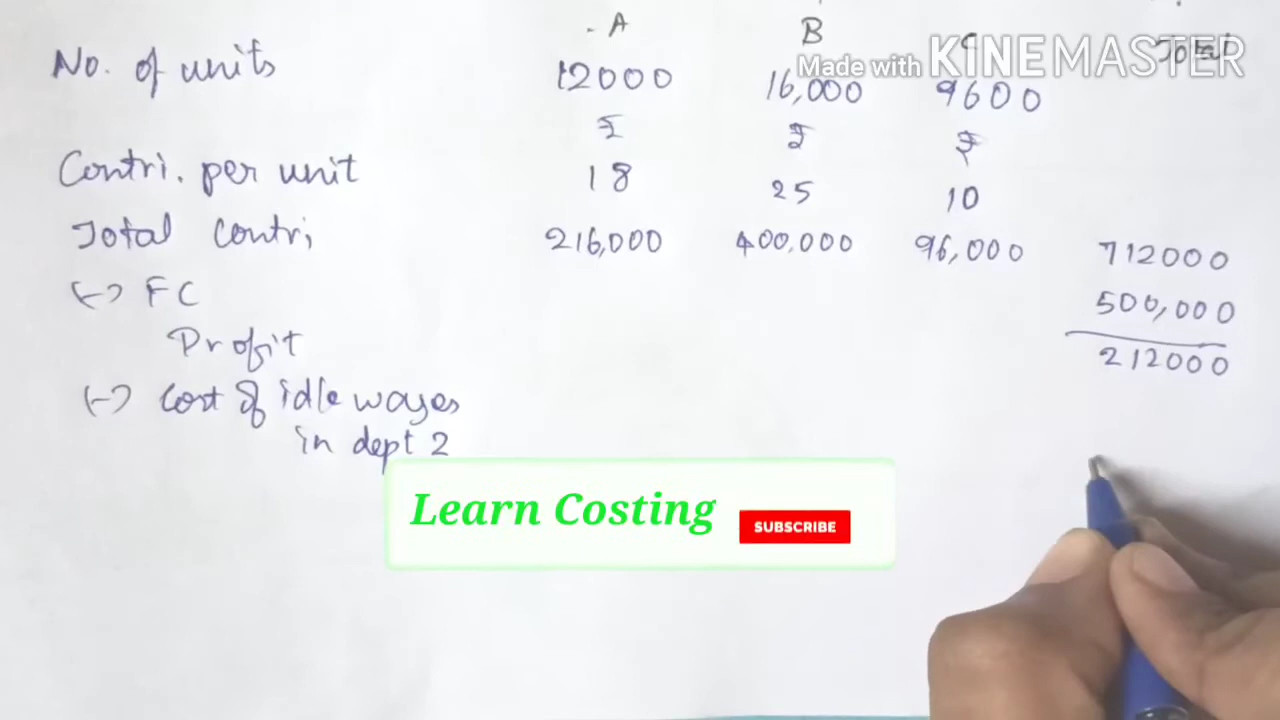 A B C Total
Made with KINEMASTER
No. of units 12000 16,000 9600
₹ ₹ ₹
Contri. per unit 18 25 10
Total contri, 216,000 400,000 96,000 712000
(-) FC 500,000
Profit 212000
(-) Cost of idle wages
in dept 2
Learn Costing SUBSCRIBE